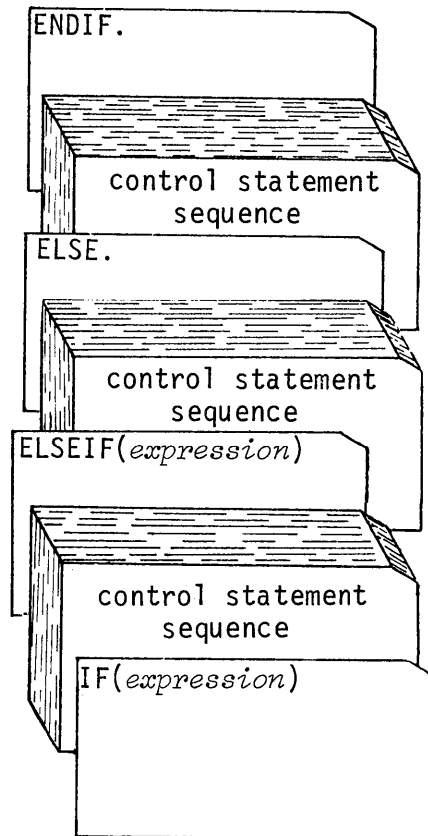 ENDIF.
control statement
sequence
ELSE.
control statement
sequence
ELSEIF(expression)
control statement
sequence
IF(expression)